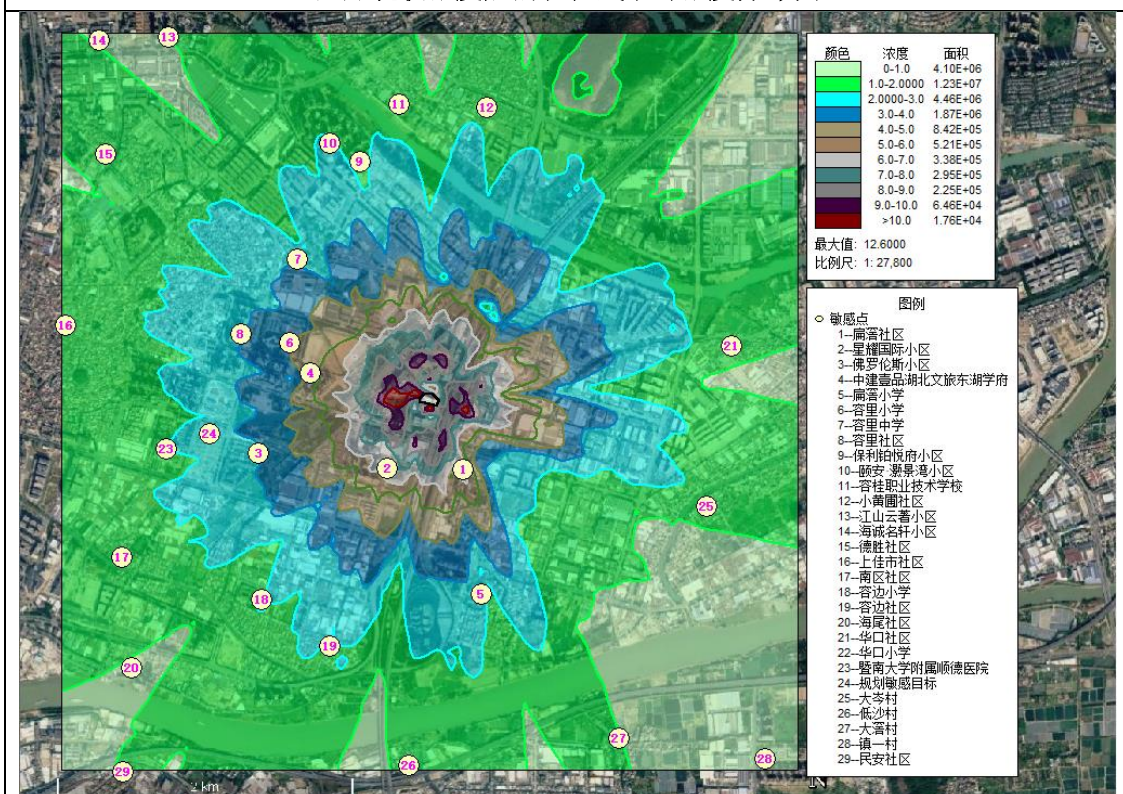 颜色 浓度 面积
0-1.0 4.10E+06
1.0-2.0000 1.23E+07
2.0000-3.0 4.46E+06
3.0-4.0 1.87E+06
4.0-5.0 8.42E+05
5.0-6.0 5.21E+05
6.0-7.0 3.38E+05
7.0-8.0 2.95E+05
8.0-9.0 2.25E+05
9.0-10.0 6.46E+04
>10.0 1.76E+04
最大值: 12.6000
比例尺: 1: 27,800
图例
敏感点
1--扁滘社区
2--星耀国际小区
3--佛罗伦斯小区
4--中建壹品湖北文旅东湖学府
5--扁滘小学
6--容里小学
7--容里中学
8--容里社区
9--保利铂悦府小区
10--颐安·灏景湾小区
11--容桂职业技术学校
12--小黄圃社区
13--江山云著小区
14--海诚名轩小区
15--德胜社区
16--上佳市社区
17--南区社区
18--容边小学
19--容边社区
20--海尾社区
21--华口社区
22--华口小学
23--暨南大学附属顺德医院
24--规划敏感目标
25--大岑村
26--低沙村
27--大滘村
28--镇一村
29--民安社区
14
13
11
12
10
9
15
7
16
8
6
21
4
24
23
3
2
1
25
17
18
5
19
20
27
28
26
29
2 km
N